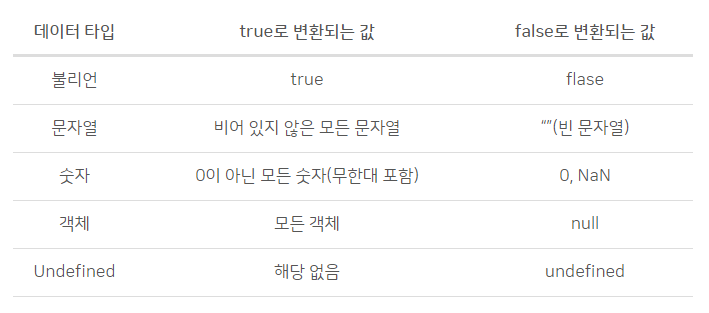 데이터 타입 true로 변환되는 값 false로 변환되는 값
불리언 true flase
문자열 비어 있지 않은 모든 문자열 “”(빈 문자열)
숫자 0이 아닌 모든 숫자(무한대 포함) 0, NaN
객체 모든 객체 null
Undefined 해당 없음 undefined